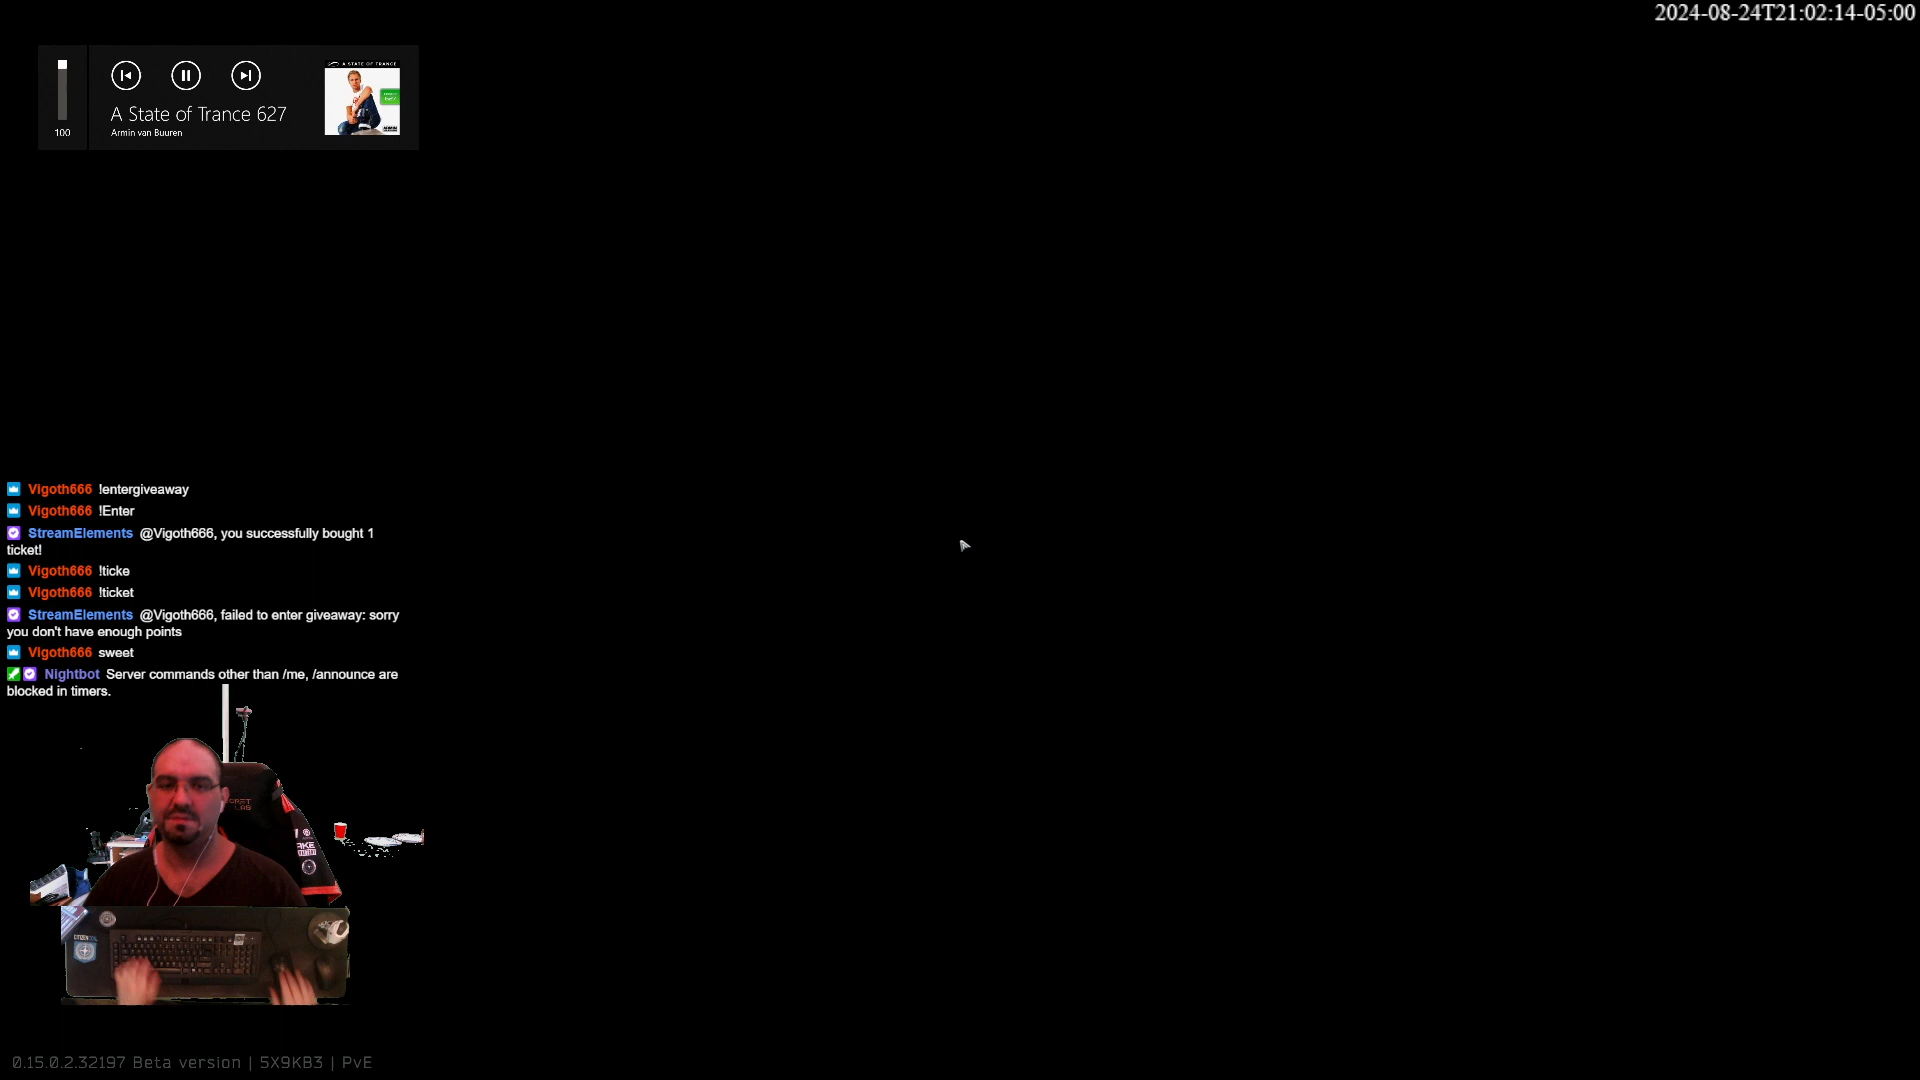 2024-08-24T21:02:14-05:00
A STATE OF TRANCE
A State of Trance 627
Armin van Buuren
100
Vigoth666 !entergiveaway
Vigoth666 !Enter
StreamElements @Vigoth666, you successfully bought 1
ticket!
Vigoth666 !ticke
Vigoth666 !ticket
StreamElements @Vigoth666, failed to enter giveaway: sorry
you don't have enough points
Vigoth666 sweet
Nightbot Server commands other than /me, /announce are
blocked in timers.
0.15.0.2.32197 Beta version | 5X9KB3 | PvE